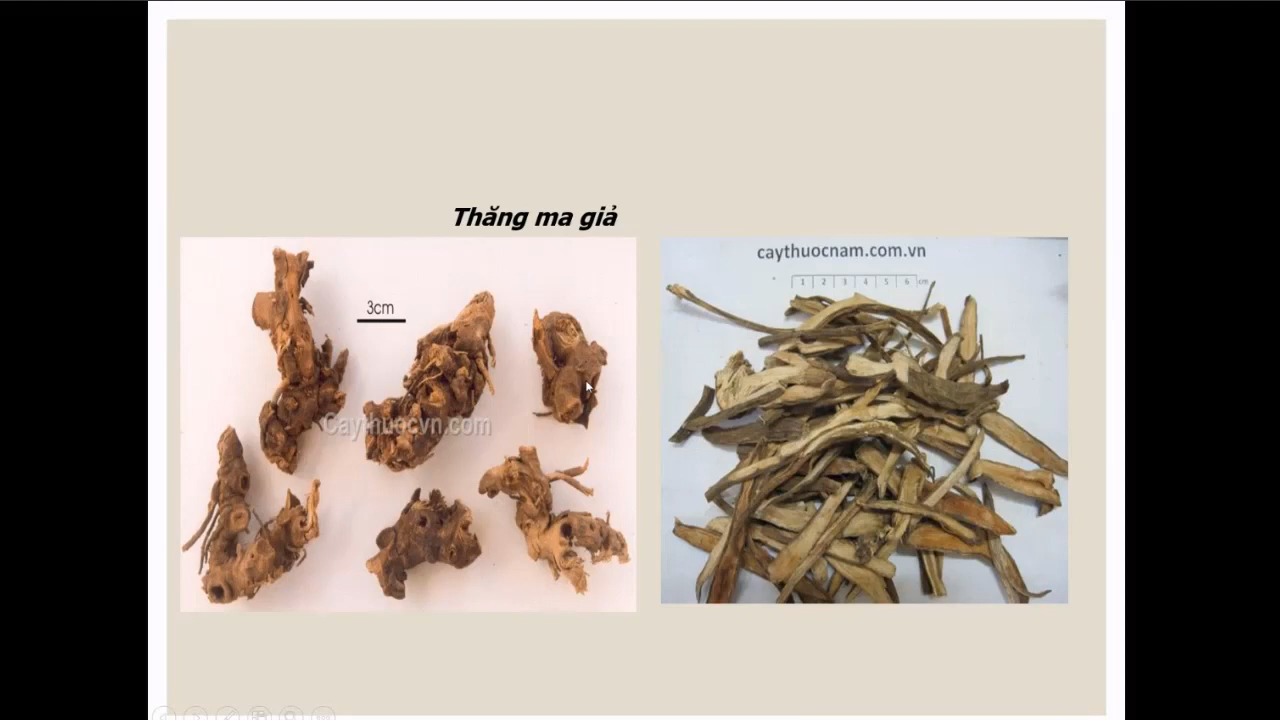 Thăng ma giả
3cm
Caythuocvn.com
caythuocnam.com.vn
1 2 3 4 5 6 cm